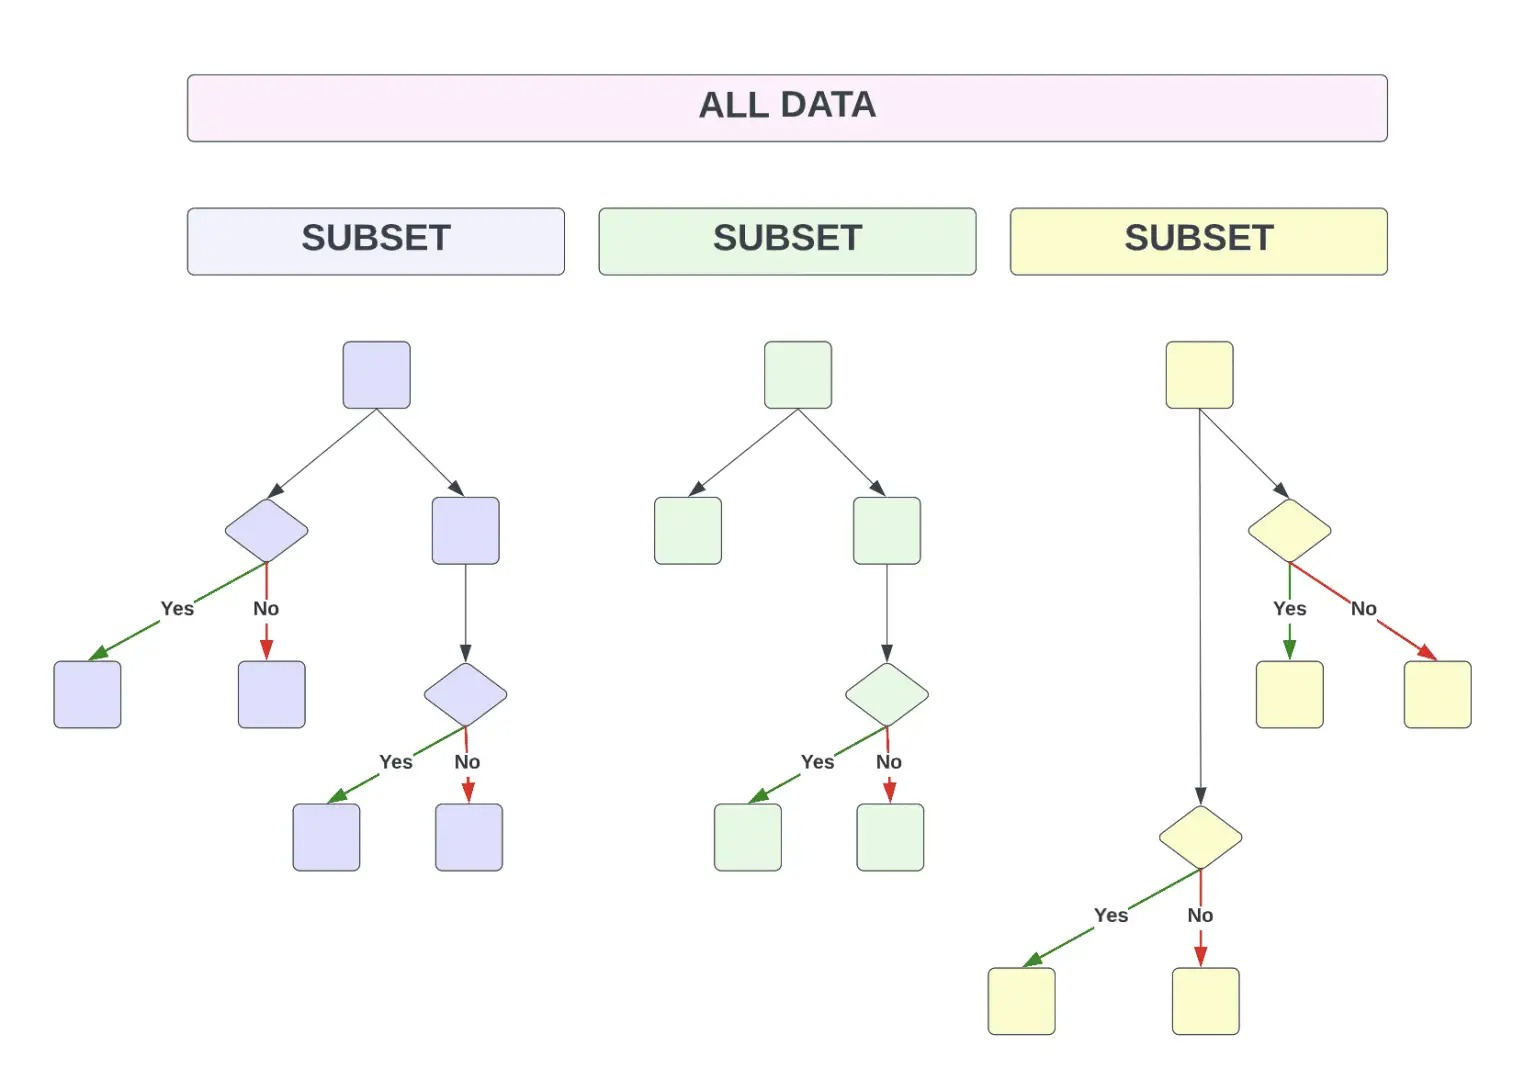 ALL DATA
SUBSET SUBSET SUBSET
Yes No Yes No
Yes No Yes No
Yes No